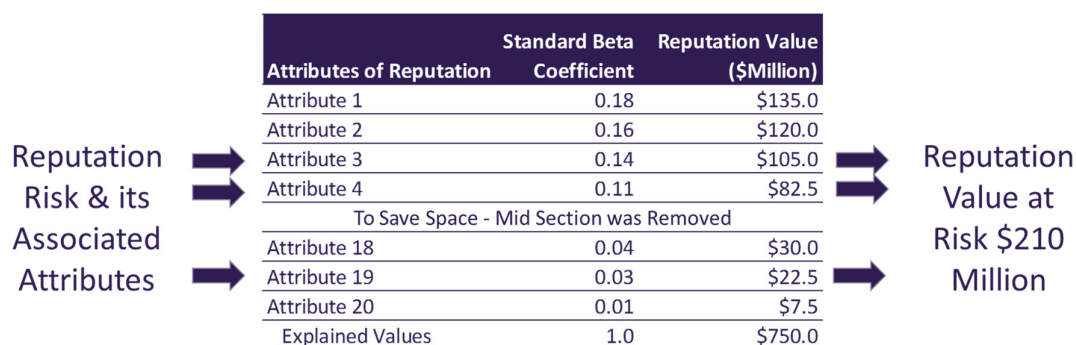 Reputation
Risk & its
Associated
Attributes
Attributes of Reputation Standard Beta Coefficient Reputation Value ($Million)
Attribute 1 0.18 $135.0
Attribute 2 0.16 $120.0
Attribute 3 0.14 $105.0
Attribute 4 0.11 $82.5
To Save Space - Mid Section was Removed
Attribute 18 0.04 $30.0
Attribute 19 0.03 $22.5
Attribute 20 0.01 $7.5
Explained Values 1.0 $750.0
Reputation
Value at
Risk $210
Million